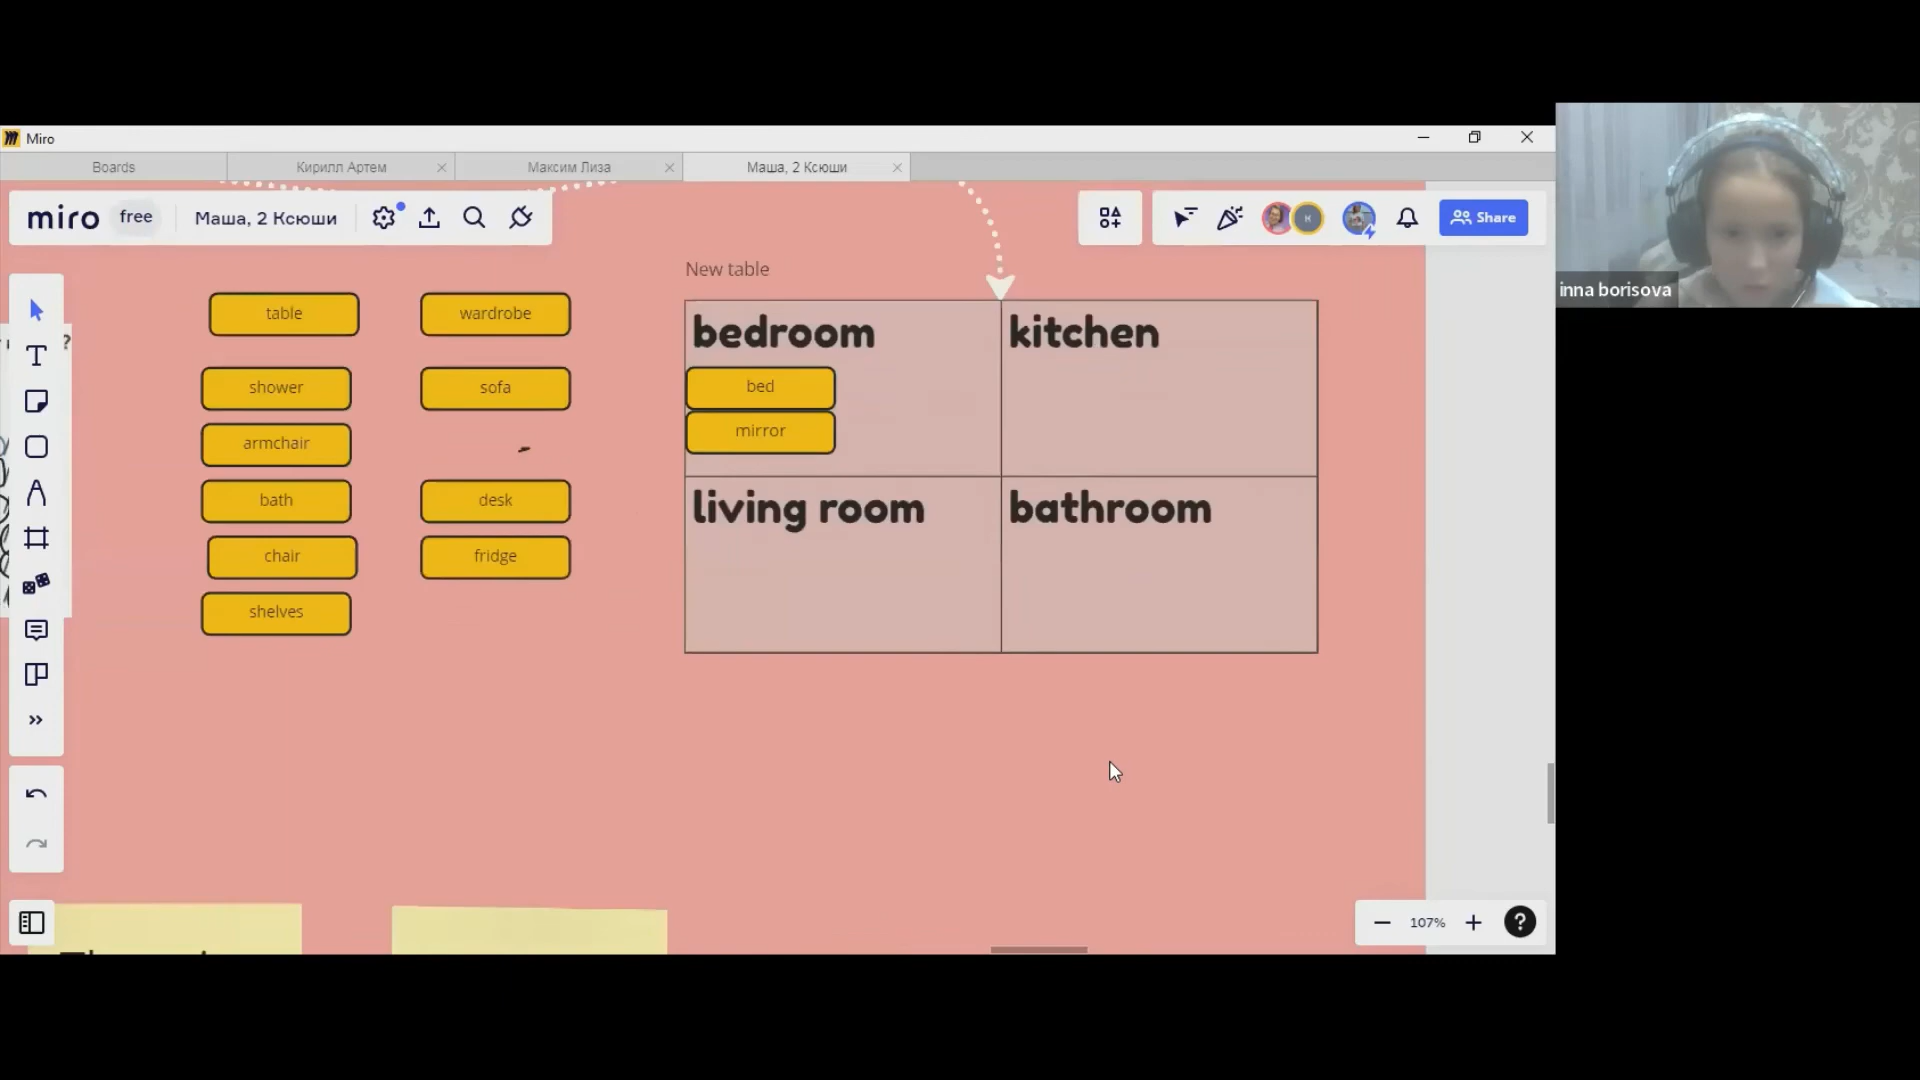 Miro
Boards
Кирилл Артем
Максим Лиза
Маша, 2 Ксюши
miro
free
Маша, 2 Ксюши
K
Share
inna borisova
New table
table
wardrobe
bedroom
kitchen
?
shower
sofa
bed
armchair
mirror
bath
desk
living room
bathroom
chair
fridge
shelves
107%
?